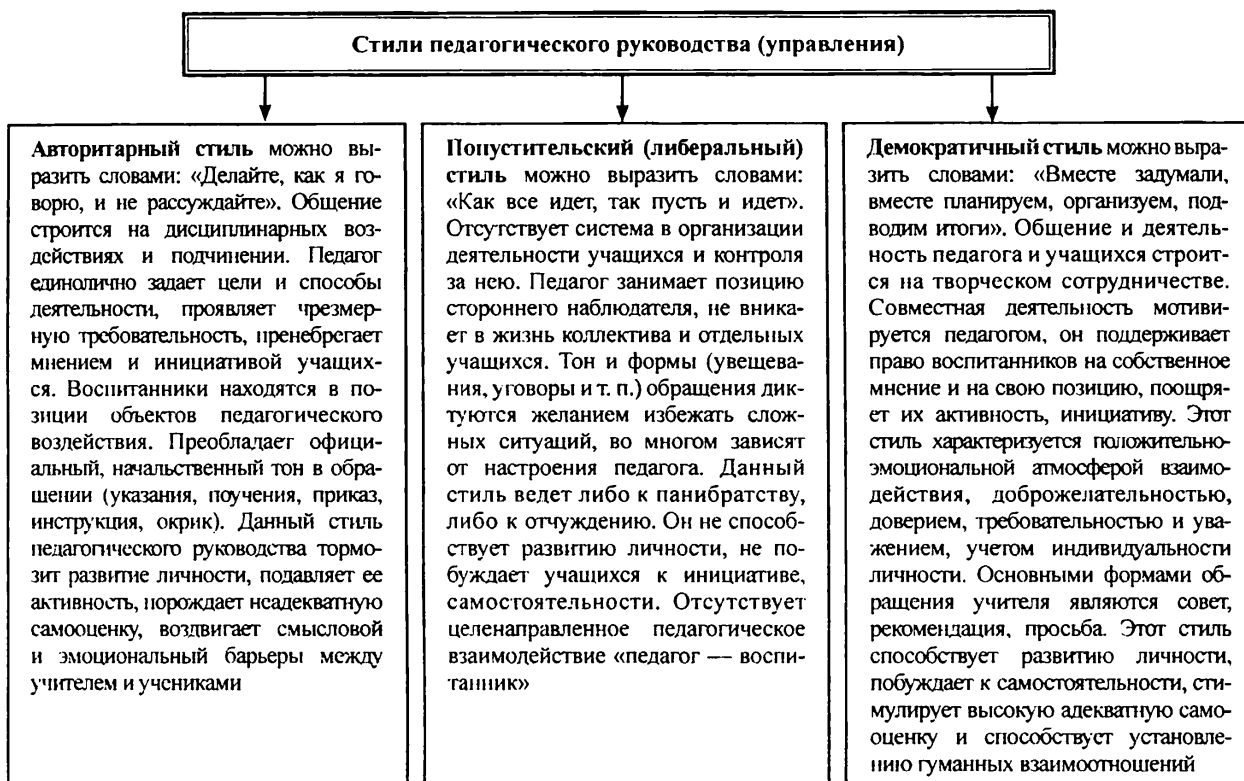 Стили педагогического руководства (управления)
Авторитарный стиль можно вы-
разить словами: «Делайте, как я го-
ворю, и не рассуждайте». Общение
строится на дисциплинарных воз-
действиях и подчинении. Педагог
единолично задает цели и способы
деятельности, проявляет чрезмер-
ную требовательность, пренебрегает
мнением и инициативой учащих-
ся. Воспитанники находятся в по-
зиции объектов педагогического
воздействия. Преобладает офици-
альный, начальственный тон в обра-
щении (указания, поучения, приказ,
инструкция, окрик). Данный стиль
педагогического руководства тормо-
зит развитие личности, подавляет ее
активность, порождает неадекватную
самооценку, воздвигает смысловой
и эмоциональный барьеры между
учителем и учениками
Попустительский (либеральный)
стиль можно выразить словами:
«Как все идет, так пусть и идет».
Отсутствует система в организации
деятельности учащихся и контроля
за нею. Педагог занимает позицию
стороннего наблюдателя, не вника-
ет в жизнь коллектива и отдельных
учащихся. Тон и формы (увещева-
ния, уговоры и т. п.) обращения дик-
туются желанием избежать слож-
ных ситуаций, во многом зависят
от настроения педагога. Данный
стиль ведет либо к панибратству,
либо к отчуждению. Он не способ-
ствует развитию личности, не по-
буждает учащихся к инициативе,
самостоятельности. Отсутствует
целенаправленное педагогическое
взаимодействие «педагог — воспи-
танник»
Демократичный стиль можно выра-
зить словами: «Вместе задумали,
вместе планируем, организуем, под-
водим итоги». Общение и деятель-
ность педагога и учащихся строит-
ся на творческом сотрудничестве.
Совместная деятельность мотиви-
руется педагогом, он поддерживает
право воспитанников на собственное
мнение и на свою позицию, поощря-
ет их активность, инициативу. Этот
стиль характеризуется положительно-
эмоциональной атмосферой взаимо-
действия, доброжелательностью,
доверием, требовательностью и ува-
жением, учетом индивидуальности
личности. Основными формами об-
ращения учителя являются совет,
рекомендация, просьба. Этот стиль
способствует развитию личности,
побуждает к самостоятельности, сти-
мулирует высокую адекватную само-
оценку и способствует установле-
нию гуманных взаимоотношений